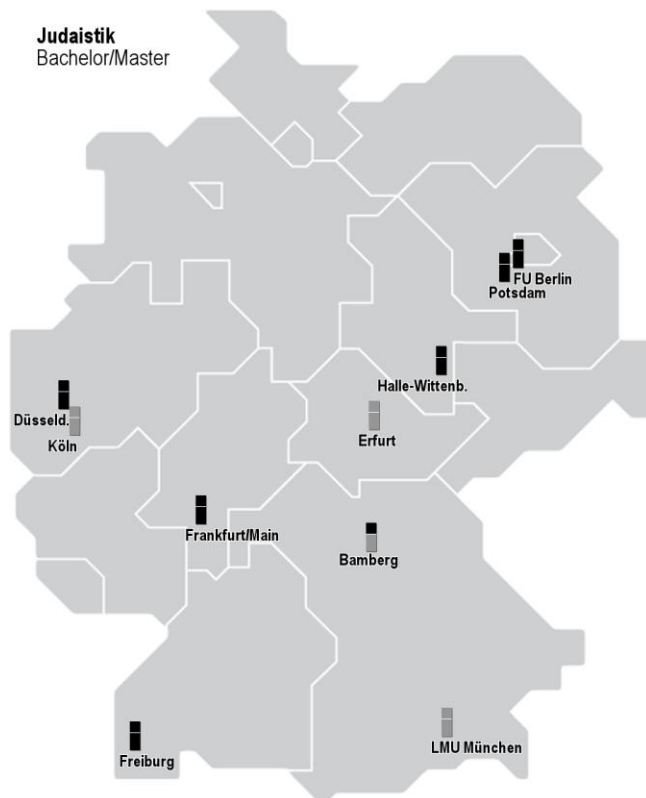 Judaistik
Bachelor/Master
FU Berlin
Potsdam
Halle-Wittenb.
Düsseld.
Köln
Erfurt
Frankfurt/Main
Bamberg
Freiburg
LMU München